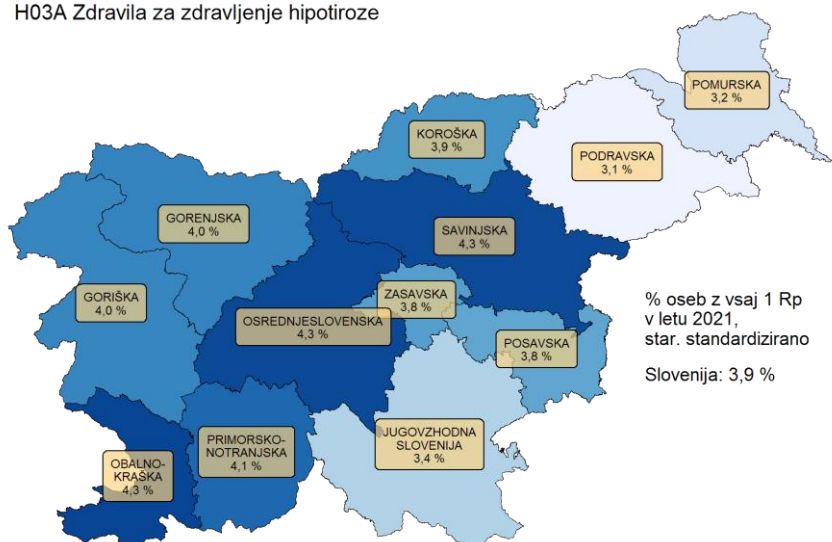 H03A Zdravila za zdravljenje hipotiroze
POMURSKA
3,2 %
KOROŠKA
3,9 %
PODRAVSKA
3,1 %
GORENJSKA
4,0 %
SAVINJSKA
4,3 %
GORIŠKA
4,0 %
ZASAVSKA
3,8 %
OSREDNJESLOVENSKA
4,3 %
POSAVSKA
3,8 %
% oseb z vsaj 1 Rp
v letu 2021,
star. standardizirano
Slovenija: 3,9 %
OBALNO-
KRAŠKA
4,3 %
PRIMORSKO-
NOTRANJSKA
4,1 %
JUGOVZHODNA
SLOVENIJA
3,4 %